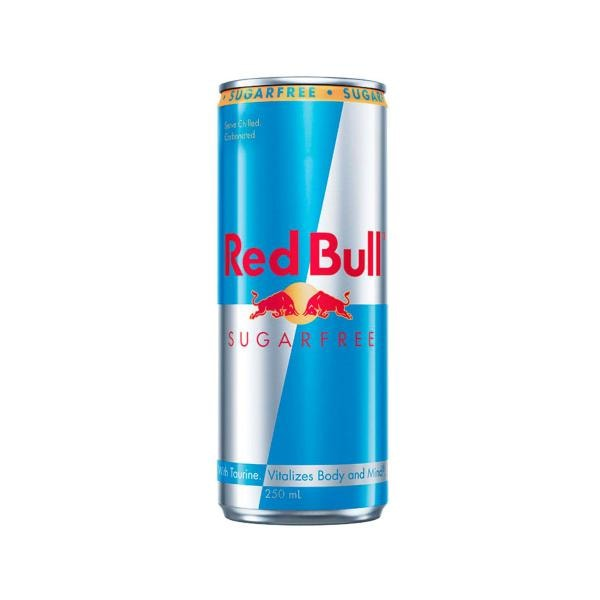 • SUGARFREE • SUGAR
Serve Chilled.
Carbonated
Red Bull
SUGARFREE
With Taurine. Vitalizes Body and Mind.
250 mL